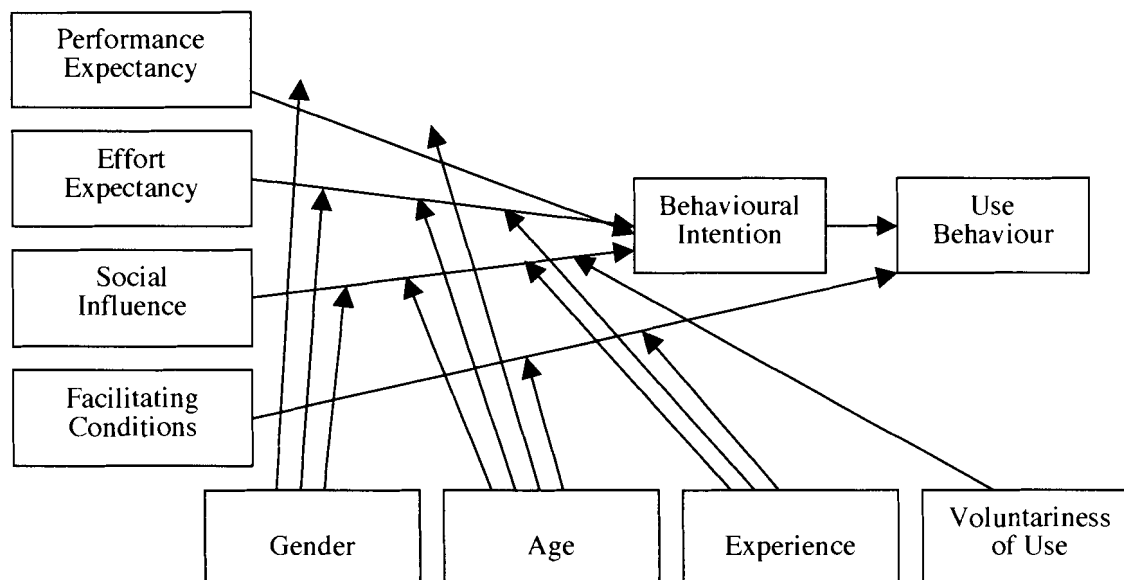 Performance
Expectancy
Effort
Expectancy
Social
Influence
Facilitating
Conditions
Behavioural
Intention
Use
Behaviour
Gender
Age
Experience
Voluntariness
of Use